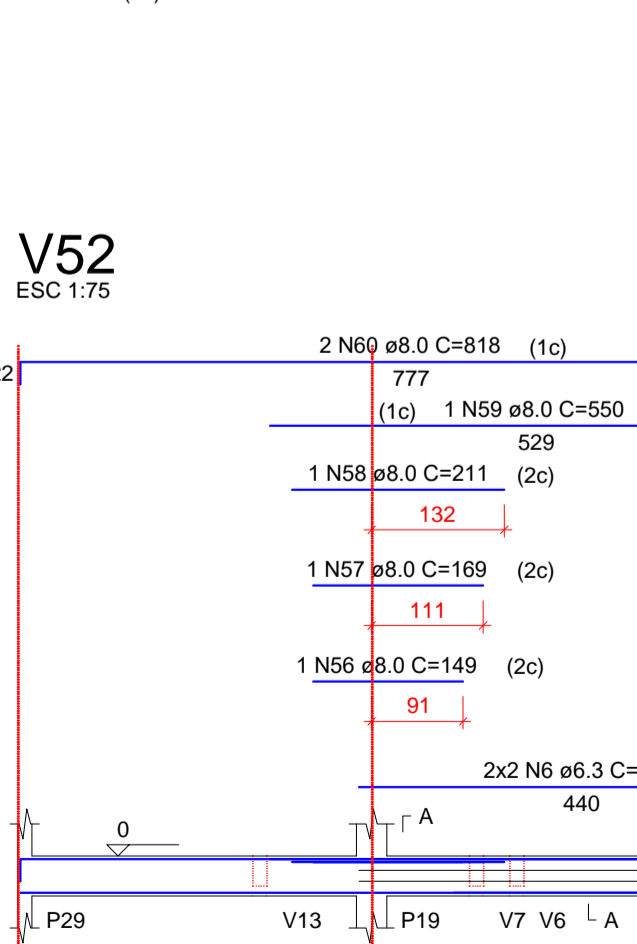 V52
ESC 1:75
2 N60 ø8.0 C=818 (1c)
777
(1c) 1 N59 ø8.0 C=550
529
1 N58 ø8.0 C=211 (2c)
132
1 N57 ø8.0 C=169 (2c)
111
1 N56 ø8.0 C=149 (2c)
91
2x2 N6 ø6.3 C=
440
A
0
P29 V13 P19 V7 V6 A